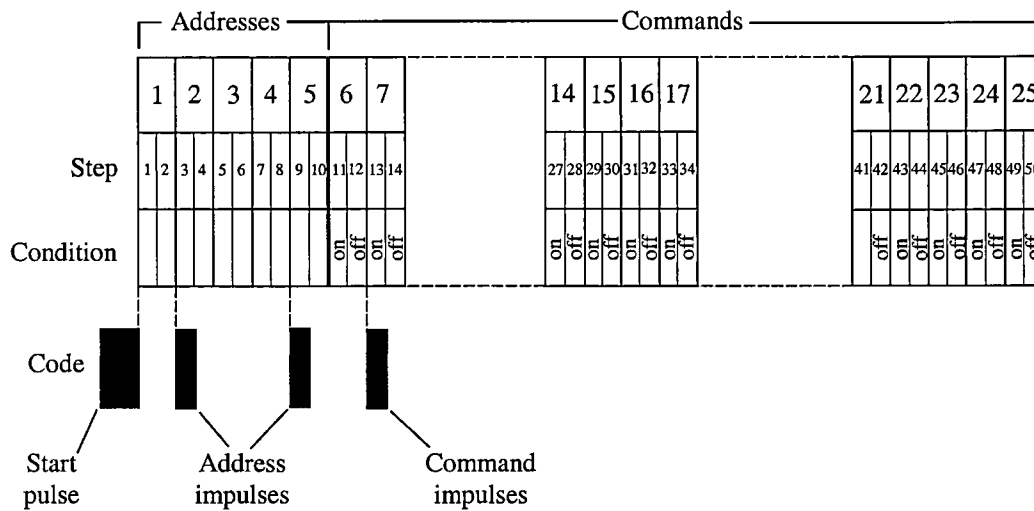 Addresses Commands
1 2 3 4 5 6 7 14 15 16 17 21 22 23 24 25
Step 1 2 3 4 5 6 7 8 9 10 11 12 13 14 27 28 29 30 31 32 33 34 41 42 43 44 45 46 47 48 49
Condition on off on off on off on off on off on off off on off on off on off on off
Code
Start Address Command
pulse impulses impulses